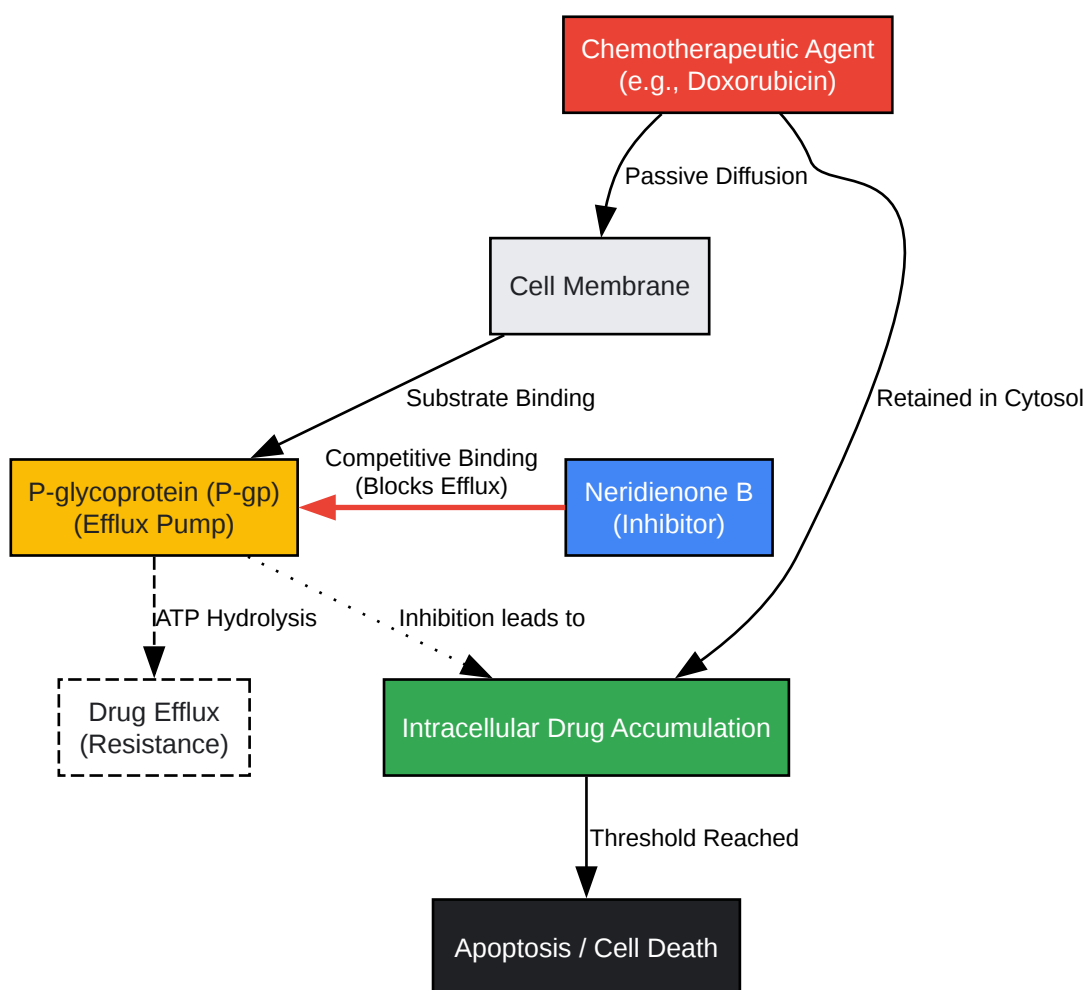 Chemotherapeutic Agent
(e.g., Doxorubicin)
Passive Diffusion
Cell Membrane
Substrate Binding
Retained in Cytosol
Competitive Binding
(Blocks Efflux)
P-glycoprotein (P-gp)
(Efflux Pump)
Neridienone B
(Inhibitor)
ATP Hydrolysis
Inhibition leads to
Drug Efflux
(Resistance)
Intracellular Drug Accumulation
Threshold Reached
Apoptosis / Cell Death